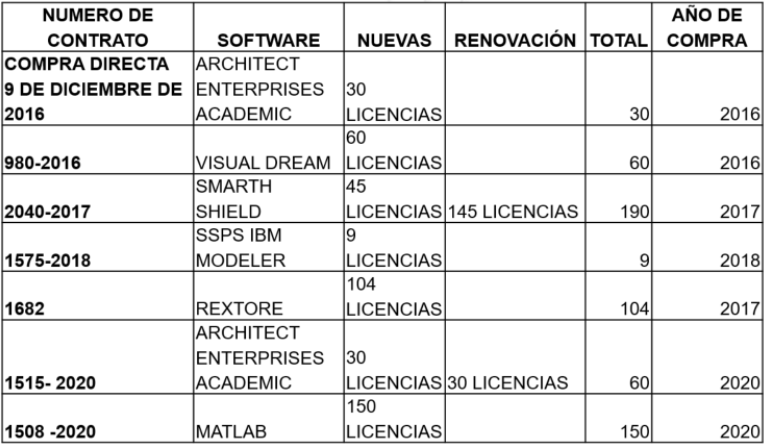 NUMERO DE CONTRATO SOFTWARE NUEVAS RENOVACIÓN TOTAL AÑO DE COMPRA
COMPRA DIRECTA 9 DE DICIEMBRE DE 2016 ARCHITECT ENTERPRISES ACADEMIC 30 LICENCIAS 30 2016
980-2016 VISUAL DREAM 60 LICENCIAS 60 2016
2040-2017 SMARTH SHIELD 45 LICENCIAS 145 LICENCIAS 190 2017
1575-2018 SSPS IBM MODELER 9 LICENCIAS 9 2018
1682 REXTORE 104 LICENCIAS 104 2017
1515- 2020 ARCHITECT ENTERPRISES ACADEMIC 30 LICENCIAS 30 LICENCIAS 60 2020
1508 -2020 MATLAB 150 LICENCIAS 150 2020